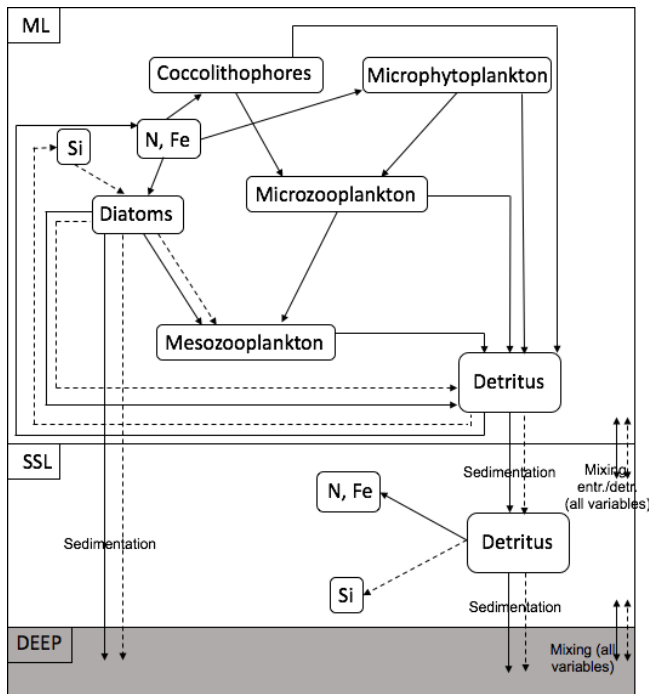 ML
Coccolithophores
Microphytoplankton
N, Fe
Si
Microzooplankton
Diatoms
Mesozooplankton
Detritus
SSL
Sedimentation
Mixing
entr./detr.
(all variables)
N, Fe
Detritus
Sedimentation
Si
Sedimentation
DEEP
Mixing (all
variables)